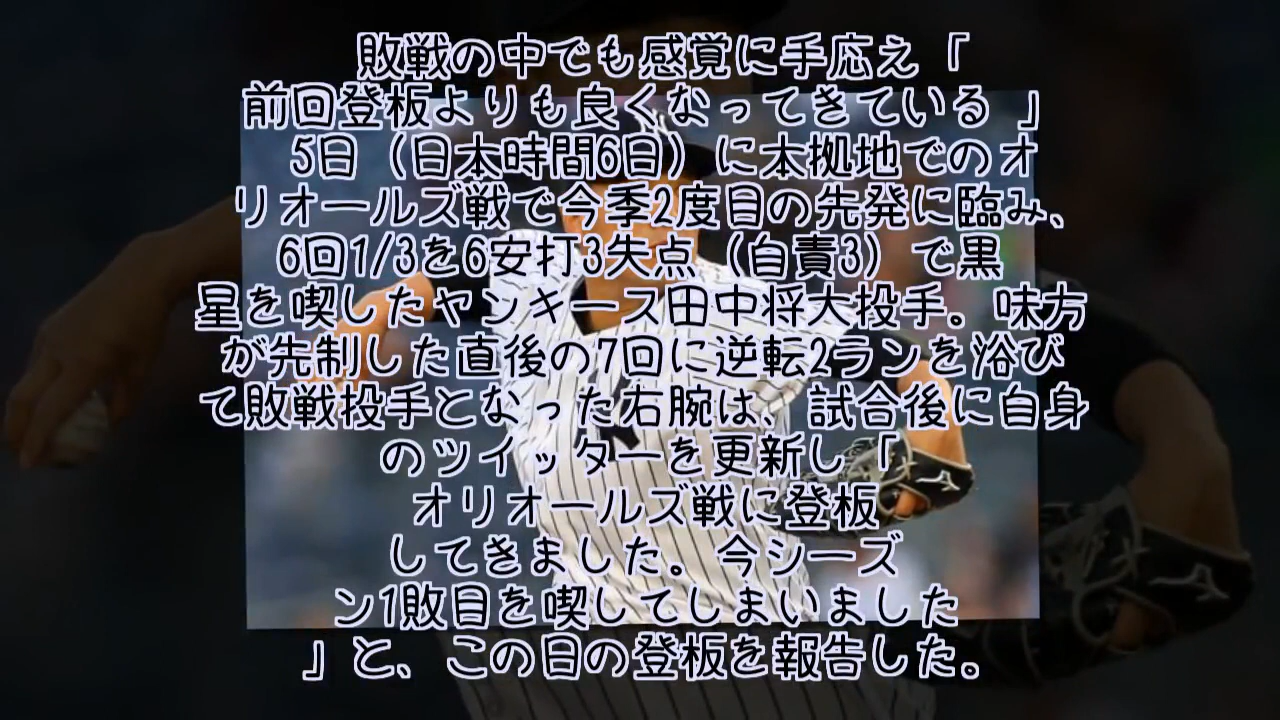 敗戦の中でも感覚に手応え「
前回登板よりも良くなってきている 」
5日（日本時間6日）に本拠地でのオ
リオールズ戦で今季2度目の先発に臨み、
6回1/3を6安打3失点（自責3）で黒
星を喫したヤンキース田中将大投手。味方
が先制した直後の7回に逆転2ランを浴び
て敗戦投手となった右腕は、試合後に自身
のツイッターを更新し「
オリオールズ戦に登板
してきました。今シーズ
ン1敗目を喫してしまいました
」と、この日の登板を報告した。